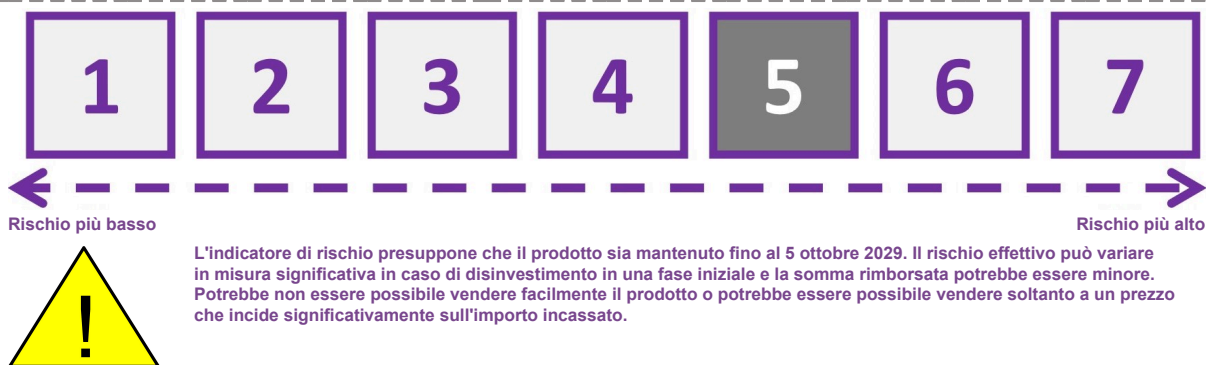 1 2 3 4 5 6 7
Rischio più basso Rischio più alto
L'indicatore di rischio presuppone che il prodotto sia mantenuto fino al 5 ottobre 2029. Il rischio effettivo può variare
in misura significativa in caso di disinvestimento in una fase iniziale e la somma rimborsata potrebbe essere minore.
Potrebbe non essere possibile vendere facilmente il prodotto o potrebbe essere possibile vendere soltanto a un prezzo
che incide significativamente sull'importo incassato.
!